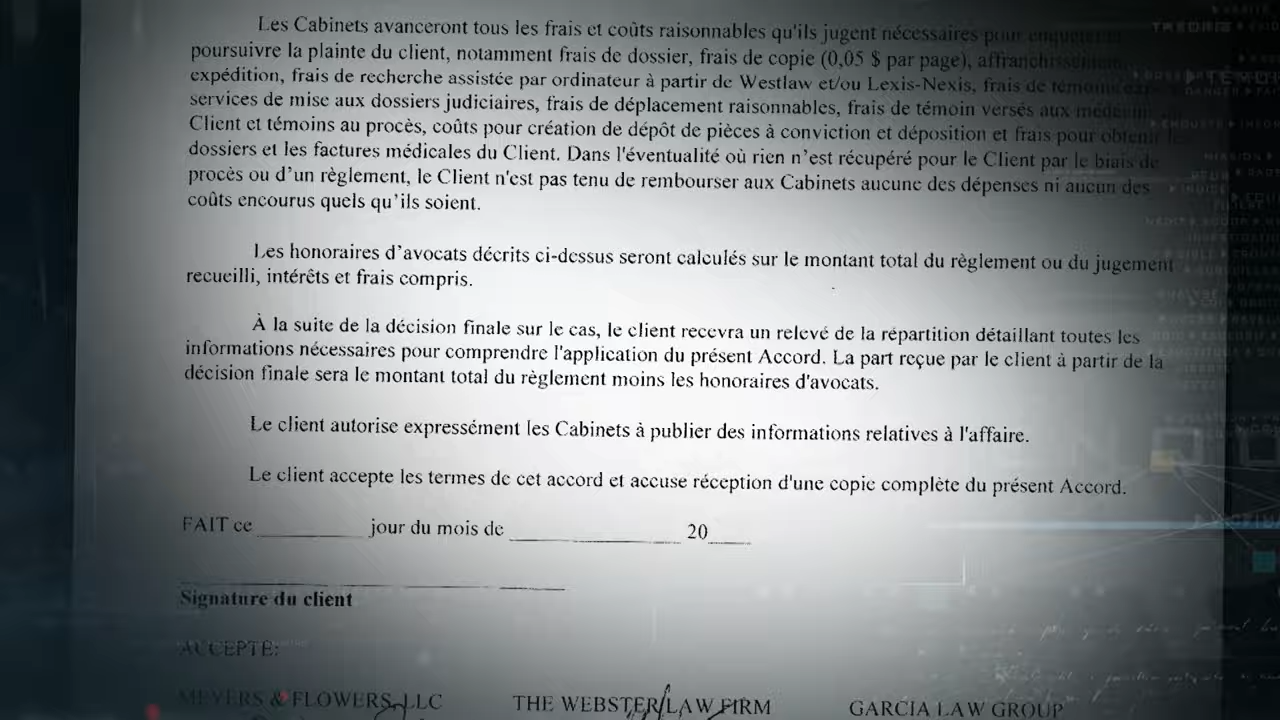 Les Cabinets avanceront tous les frais et coûts raisonnables qu'ils jugent nécessaires pour enquêter
poursuivre la plainte du client, notamment frais de dossier, frais de copie (0,05 $ par page), affranchissement
expédition, frais de recherche assistée par ordinateur à partir de Westlaw et/ou Lexis-Nexis, frais de témoins
services de mise aux dossiers judiciaires, frais de déplacement raisonnables, frais de témoin versés aux médecins
Client et témoins au procès, coûts pour création de dépôt de pièces à conviction et déposition et frais pour obtenir les
dossiers et les factures médicales du Client. Dans l'éventualité où rien n'est récupéré pour le Client par le biais de
procès ou d'un règlement, le Client n'est pas tenu de rembourser aux Cabinets aucune des dépenses ni aucun des
coûts encourus quels qu'ils soient.
Les honoraires d'avocats décrits ci-dessus seront calculés sur le montant total du règlement ou du jugement
recueilli, intérêts et frais compris.
À la suite de la décision finale sur le cas, le client recevra un relevé de la répartition détaillant toutes les
informations nécessaires pour comprendre l'application du présent Accord. La part reçue par le client à partir de la
décision finale sera le montant total du règlement moins les honoraires d'avocats.
Le client autorise expressément les Cabinets à publier des informations relatives à l'affaire.
Le client accepte les termes de cet accord et accuse réception d'une copie complète du présent Accord.
FAIT ce ________ jour du mois de ________ 20____
Signature du client
ACCEPTÉ:
MEYERS & FLOWERS, LLC THE WEBSTER LAW FIRM GARCIA LAW GROUP